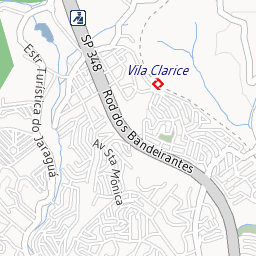 SP 348
Vila Clarice
Estr Turística do Jaraguá
Rod dos Bandeirantes
Av Sta Mônica